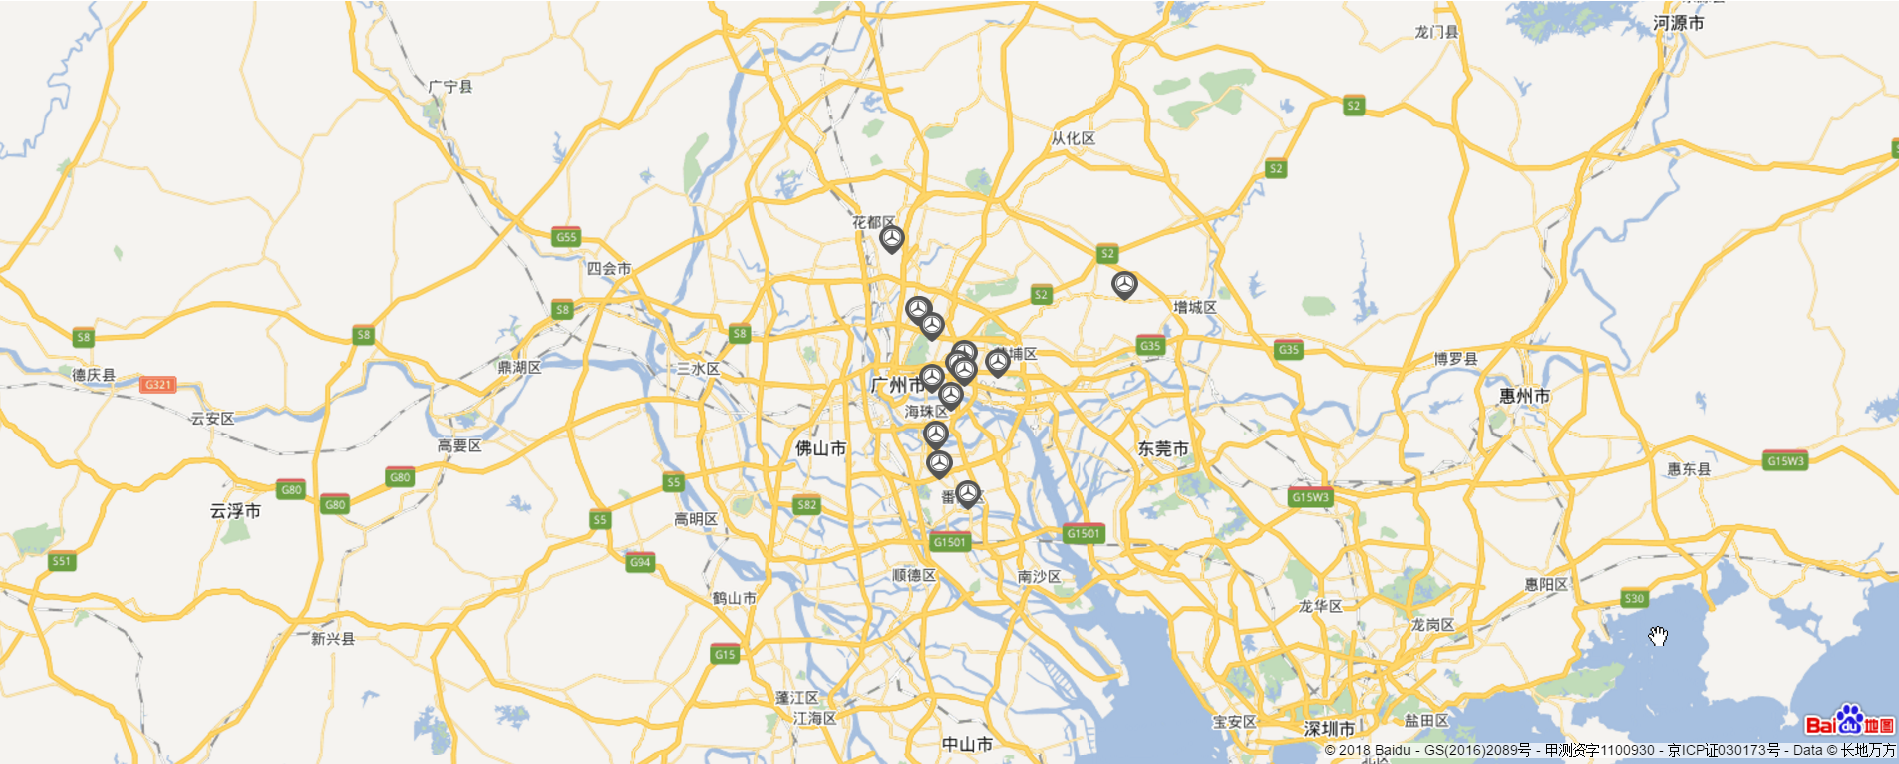 河源市
龙门县
广宁县
S2
从化区
S2
花都区
G55
S2
四会市
S2
增城区
S8
S8
S8
S8
G35
G35
埔区
博罗县
鼎湖区
三水区
德庆县
G321
广州市
惠州市
海珠区
云安区
高要区
佛山市
东莞市
G15W3
惠东县
G80
S5
G80
G80
番
区
G15W3
云浮市
S82
S5
高明区
G1501
G1501
S51
G94
顺德区
南沙区
惠阳区
鹤山市
S30
龙华区
龙岗区
新兴县
G15
蓬江区
江海区
宝安区
深圳市
盐田区
Bai du 地图
中山市
© 2018 Baidu - GS(2016)2089号 - 甲测资字1100930 - 京ICP证030173号 - Data © 长地万方